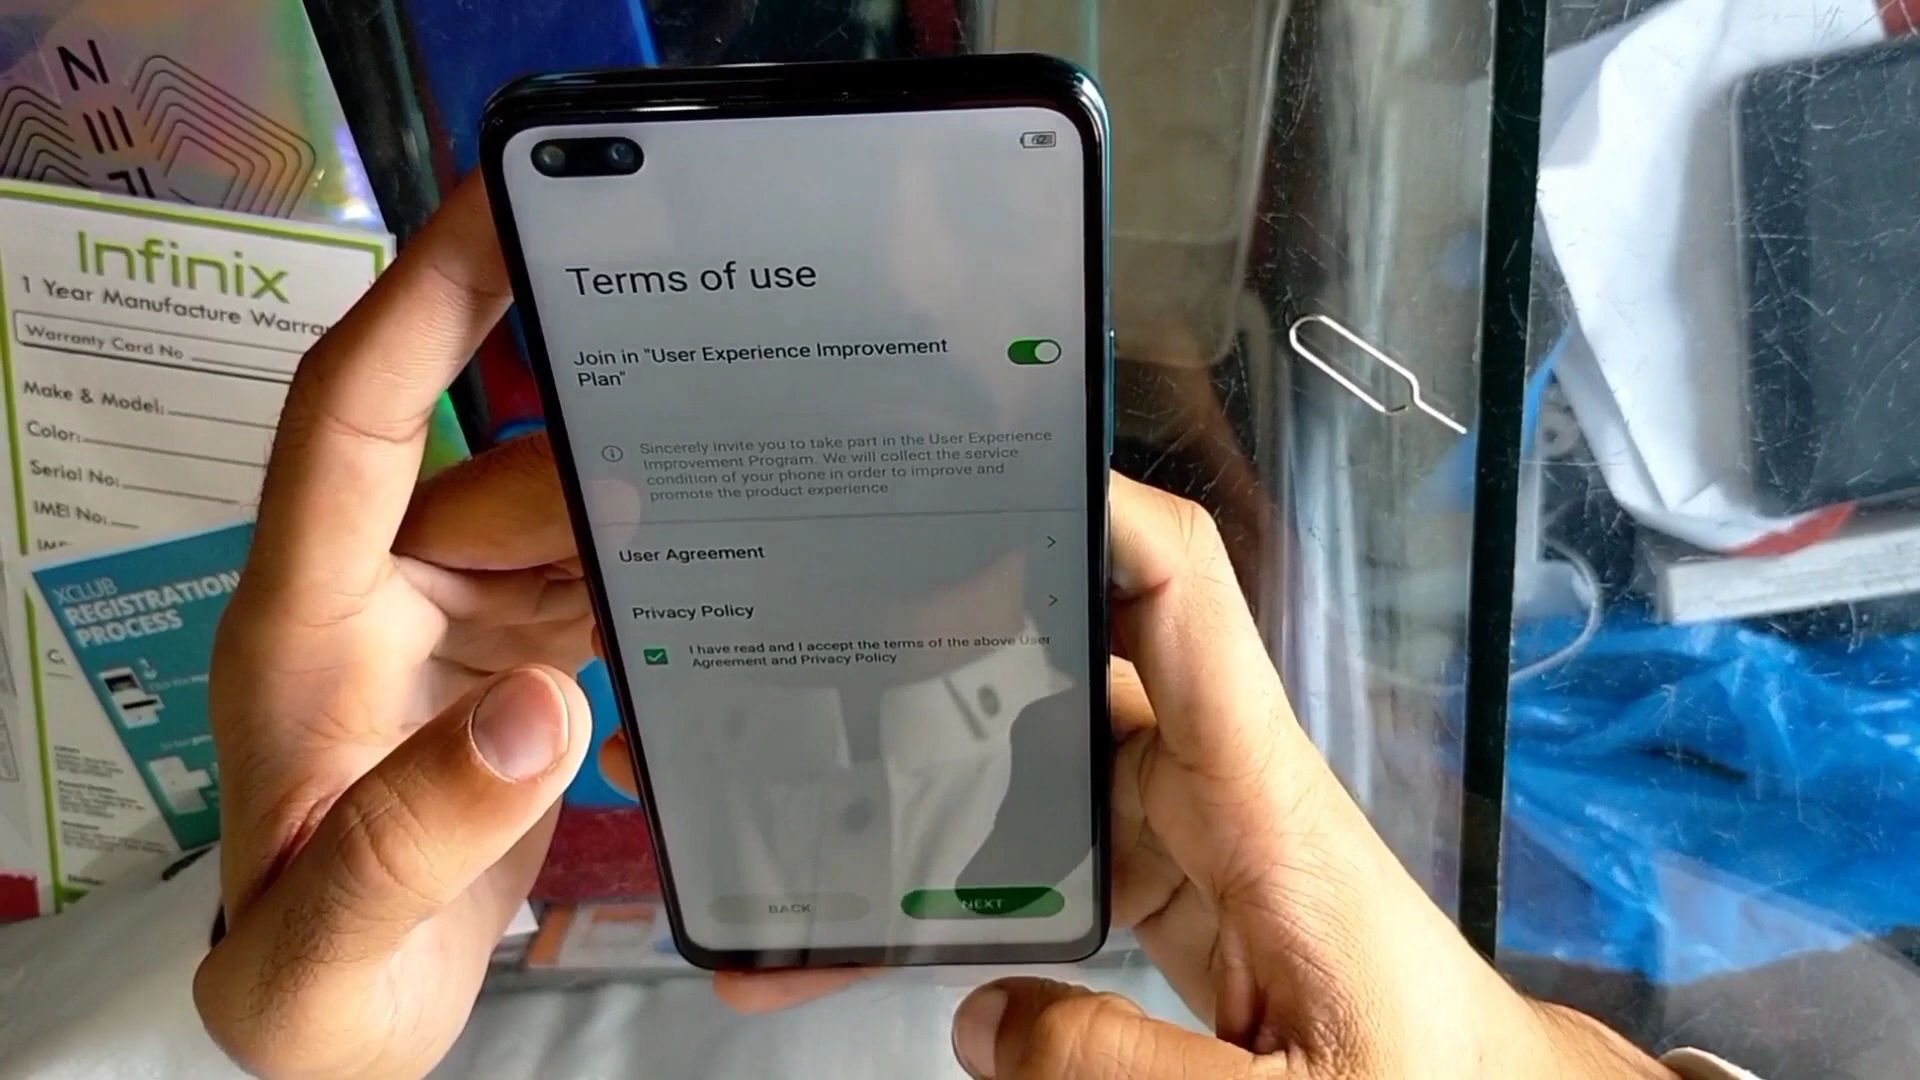 Infinix
1 Year Manufacture Warra
Warranty Card No
Make & Model:
Color:
Serial No:
IMEI No:
XCLUB
REGISTRATION
PROCESS
62
Terms of use
Join in "User Experience Improvement
Plan"
Sincerely invite you to take part in the User Experience
Improvement Program. We will collect the service
condition of your phone in order to improve and
promote the product experience
User Agreement >
Privacy Policy >
I have read and I accept the terms of the above User
Agreement and Privacy Policy
BACK
NEXT